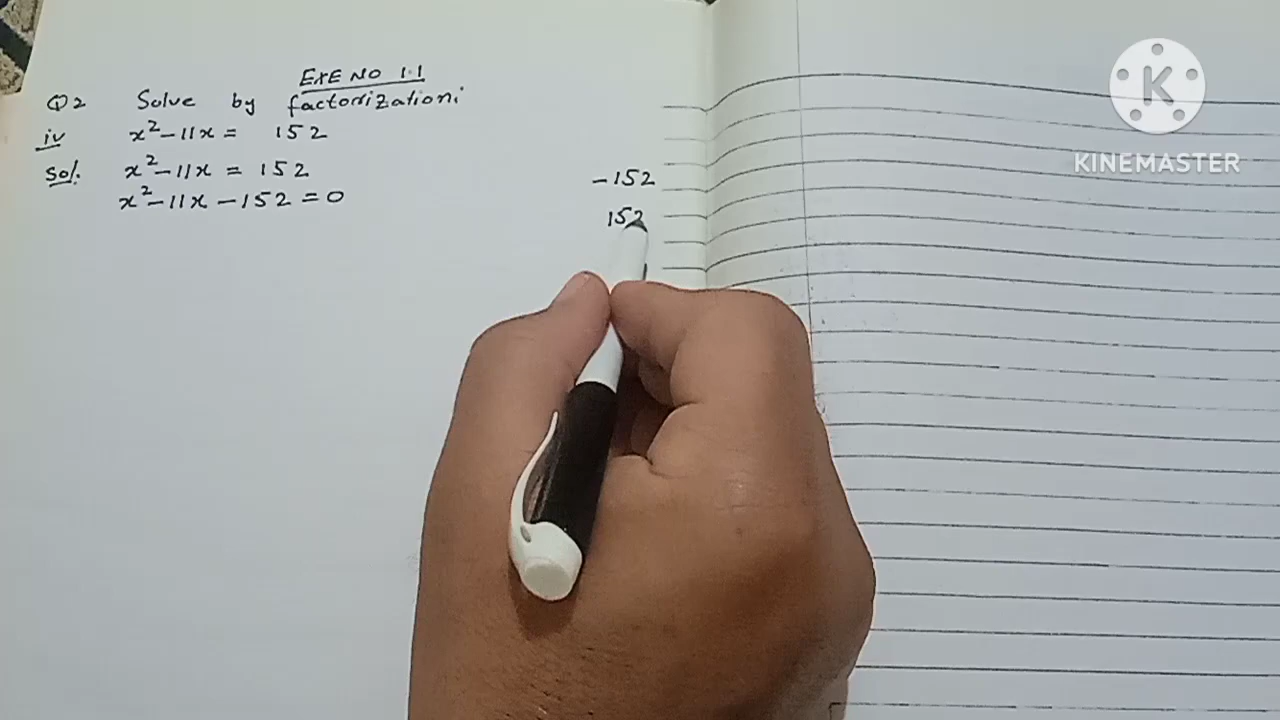 EXE NO 1.1
Q2 Solve by factorization:
iv x² - 11x = 152
Sol. x² - 11x = 152
x² - 11x - 152 = 0
-152
152
K
KINEMASTER